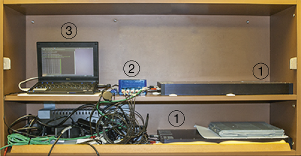 ③
②
①
①